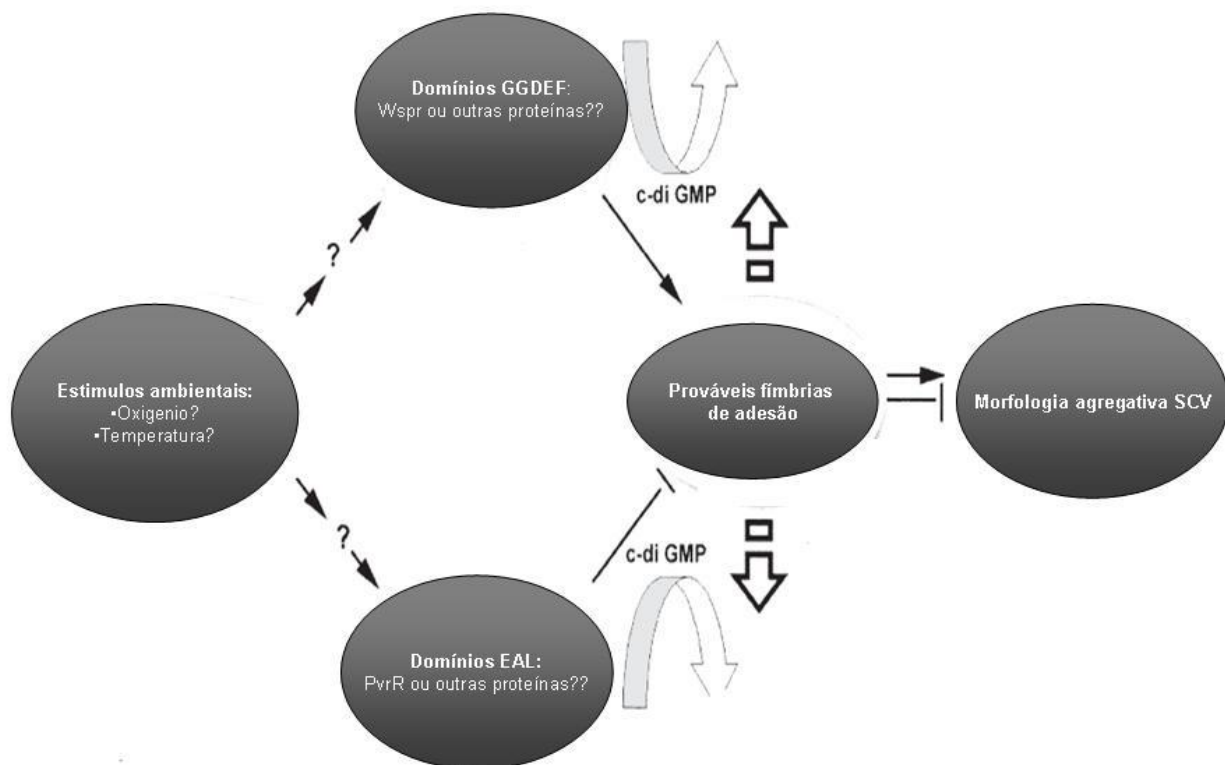 Domínios GGDEF:
Wspr ou outras proteínas??
c-di GMP
?
Estimulos ambientais:
▪Oxigenio?
▪Temperatura?
Prováveis fímbrias
de adesão
Morfologia agregativa SCV
?
c-di GMP
Domínios EAL:
PvrR ou outras proteínas??